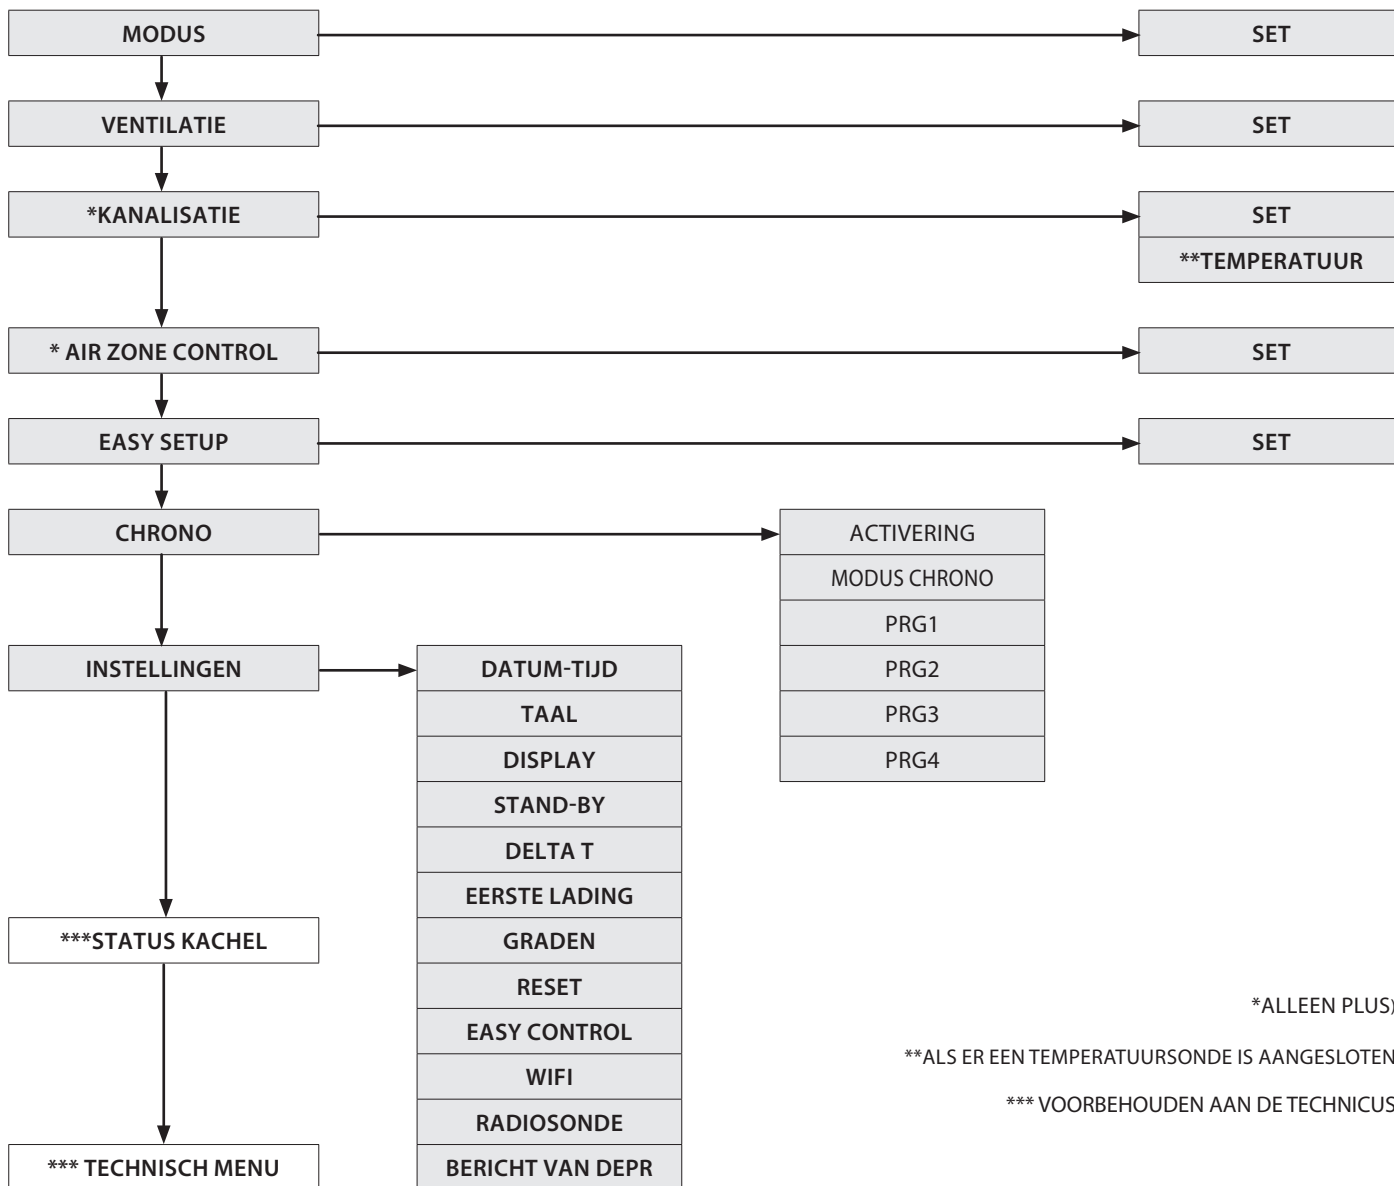 MODUS
SET
VENTILATIE
SET
*KANALISATIE
SET
**TEMPERATUUR
* AIR ZONE CONTROL
SET
EASY SETUP
SET
CHRONO
ACTIVERING
MODUS CHRONO
PRG1
PRG2
PRG3
PRG4
INSTELLINGEN
DATUM-TIJD
TAAL
DISPLAY
STAND-BY
DELTA T
EERSTE LADING
GRADEN
RESET
EASY CONTROL
WIFI
RADIOSONDE
BERICHT VAN DEPR
***STATUS KACHEL
*** TECHNISCH MENU
*ALLEEN PLUS)
**ALS ER EEN TEMPERATUURSONDE IS AANGESLOTEN
*** VOORBEHOUDEN AAN DE TECHNICUS